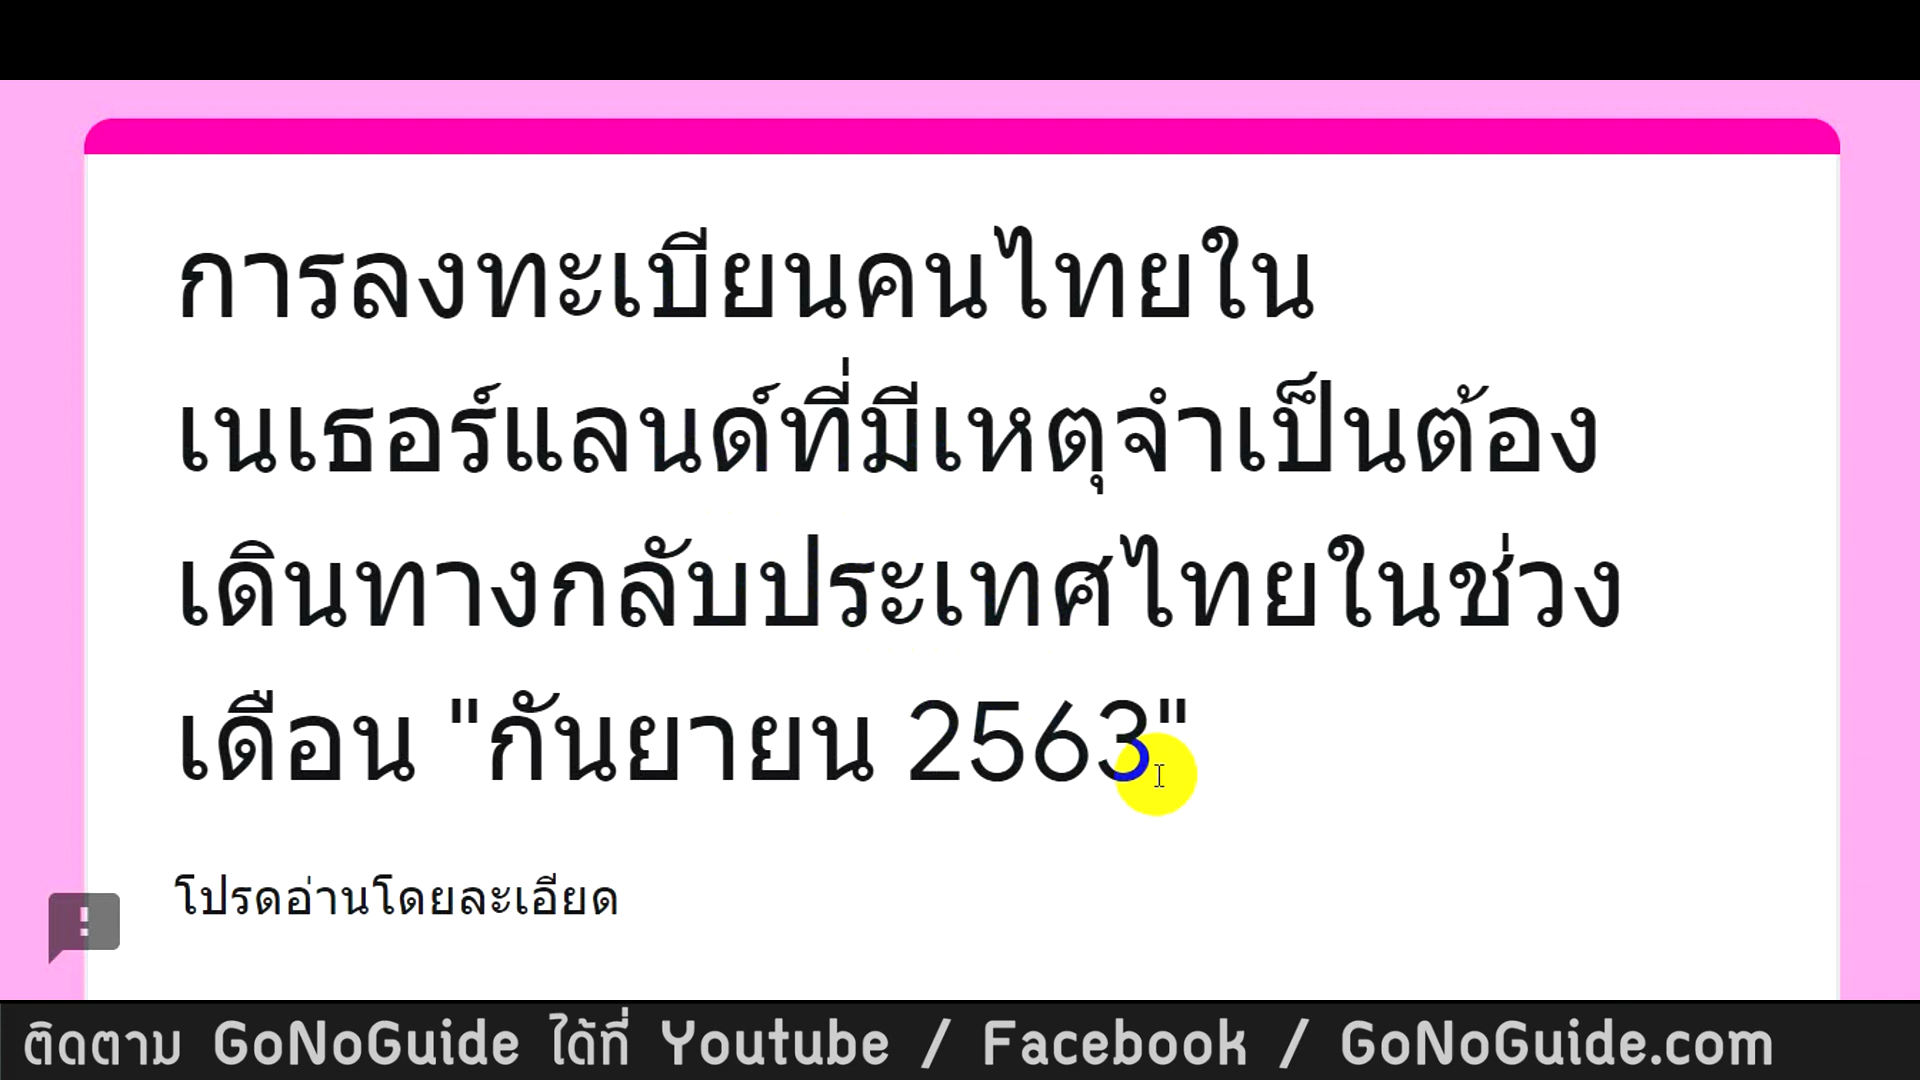 การลงทะเบียนคนไทยใน
เนเธอร์แลนด์ที่มีเหตุจำเป็นต้อง
เดินทางกลับประเทศไทยในช่วง
เดือน "กันยายน 2563"
โปรดอ่านโดยละเอียด
ติดตาม GoNoGuide ได้ที่ Youtube / Facebook / GoNoGuide.com